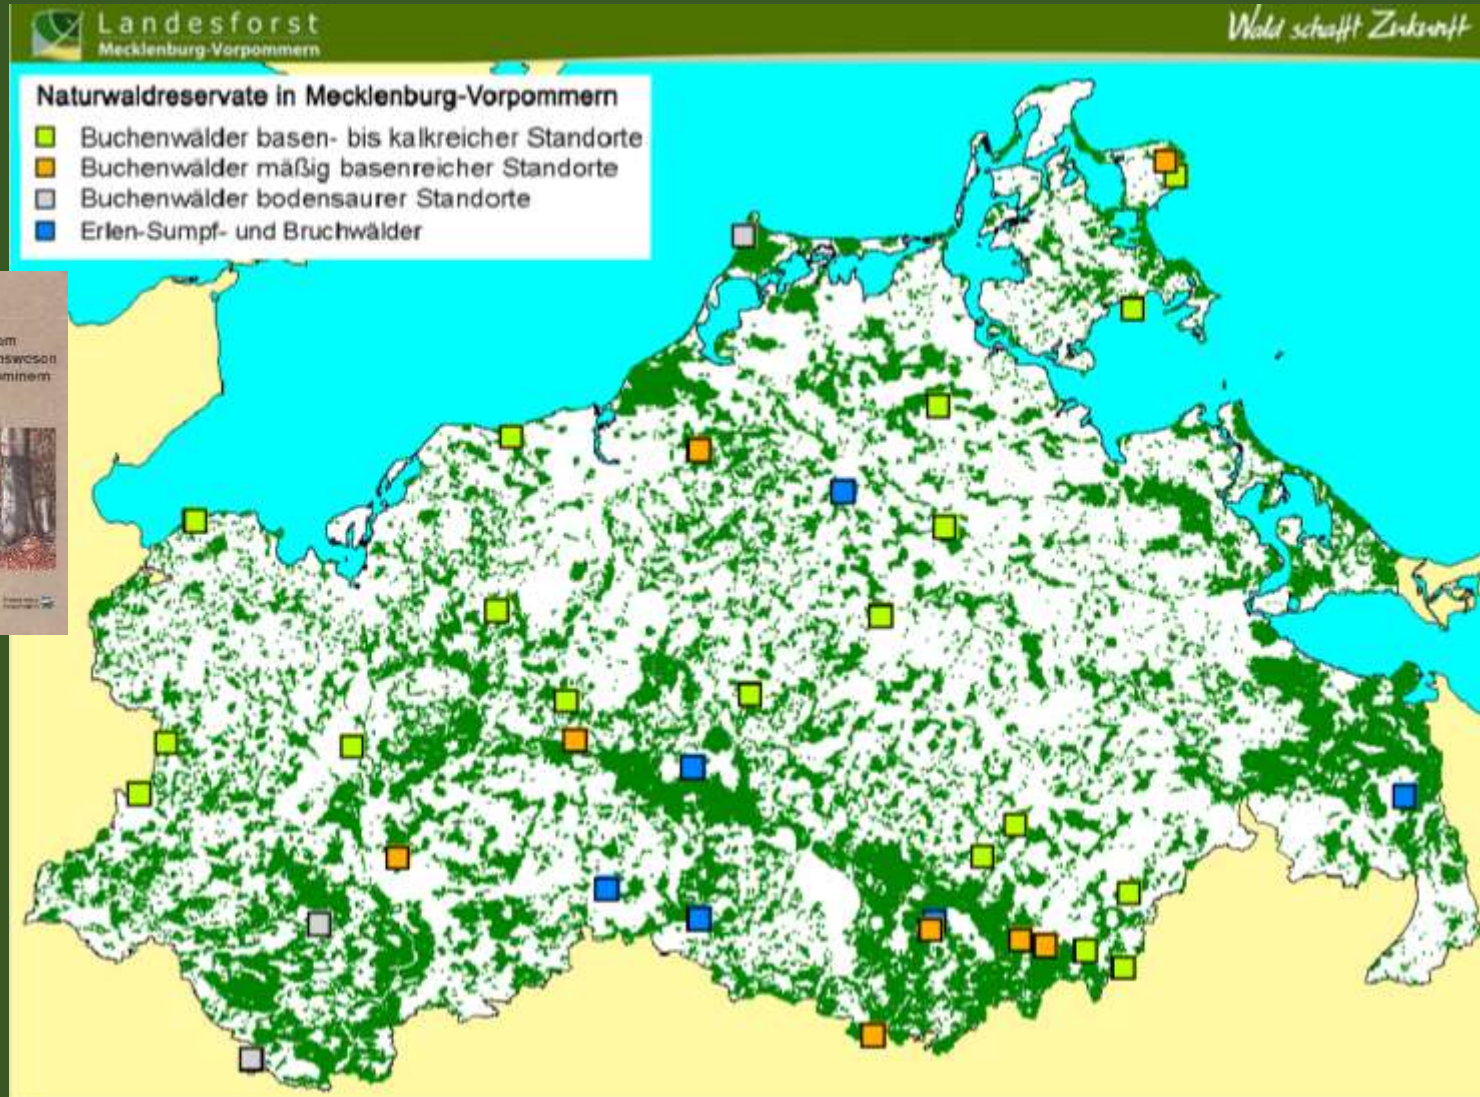 Landesforst
Mecklenburg-Vorpommern
Wald schafft Zukunft
Naturwaldreservate in Mecklenburg-Vorpommern
Buchenwälder basen- bis kalkreicher Standorte
Buchenwälder mäßig basenreicher Standorte
Buchenwälder bodensaurer Standorte
Erlen-Sumpf- und Bruchwälder